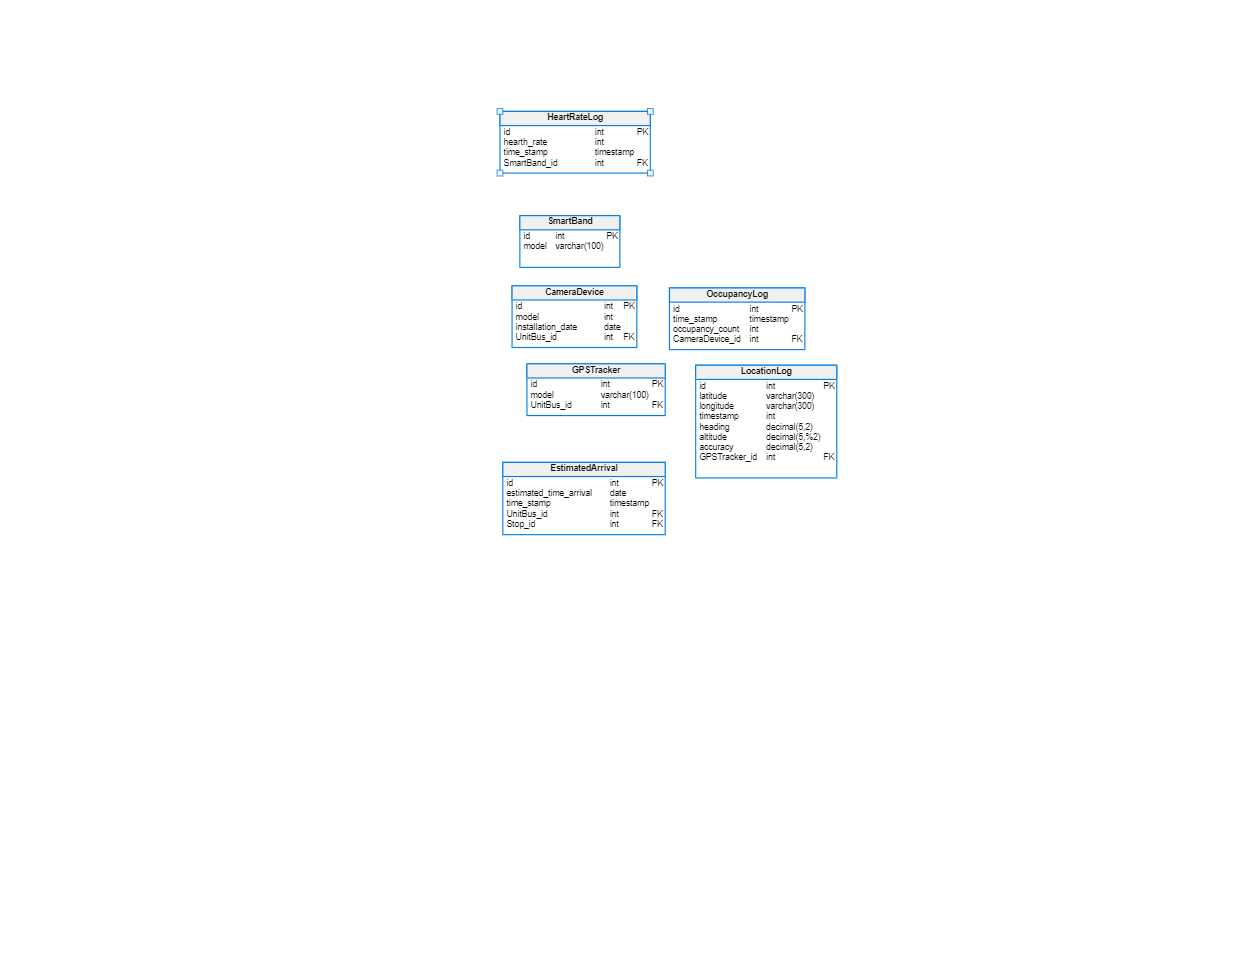 HeartRateLog
id int PK
hearth_rate int
time_stamp timestamp
SmartBand_id int FK
SmartBand
id int PK
model varchar(100)
CameraDevice
id int PK
model int
installation_date date
UnitBus_id int FK
OccupancyLog
id int PK
time_stamp timestamp
occupancy_count int
CameraDevice_id int FK
GPSTracker
id int PK
model varchar(100)
UnitBus_id int FK
LocationLog
id int PK
latitude varchar(300)
longitude varchar(300)
timestamp int
heading decimal(5,2)
altitude decimal(5,%2)
accuracy decimal(5,2)
GPSTracker_id int FK
EstimatedArrival
id int PK
estimated_time_arrival date
time_stamp timestamp
UnitBus_id int FK
Stop_id int FK